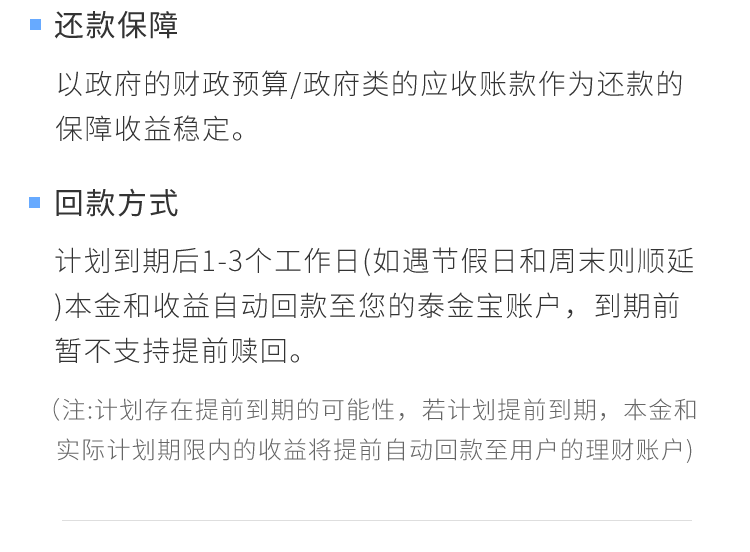 还款保障
以政府的财政预算/政府类的应收账款作为还款的
保障收益稳定。
回款方式
计划到期后1-3个工作日(如遇节假日和周末则顺延
)本金和收益自动回款至您的泰金宝账户，到期前
暂不支持提前赎回。
(注:计划存在提前到期的可能性，若计划提前到期，本金和
实际计划期限内的收益将提前自动回款至用户的理财账户)